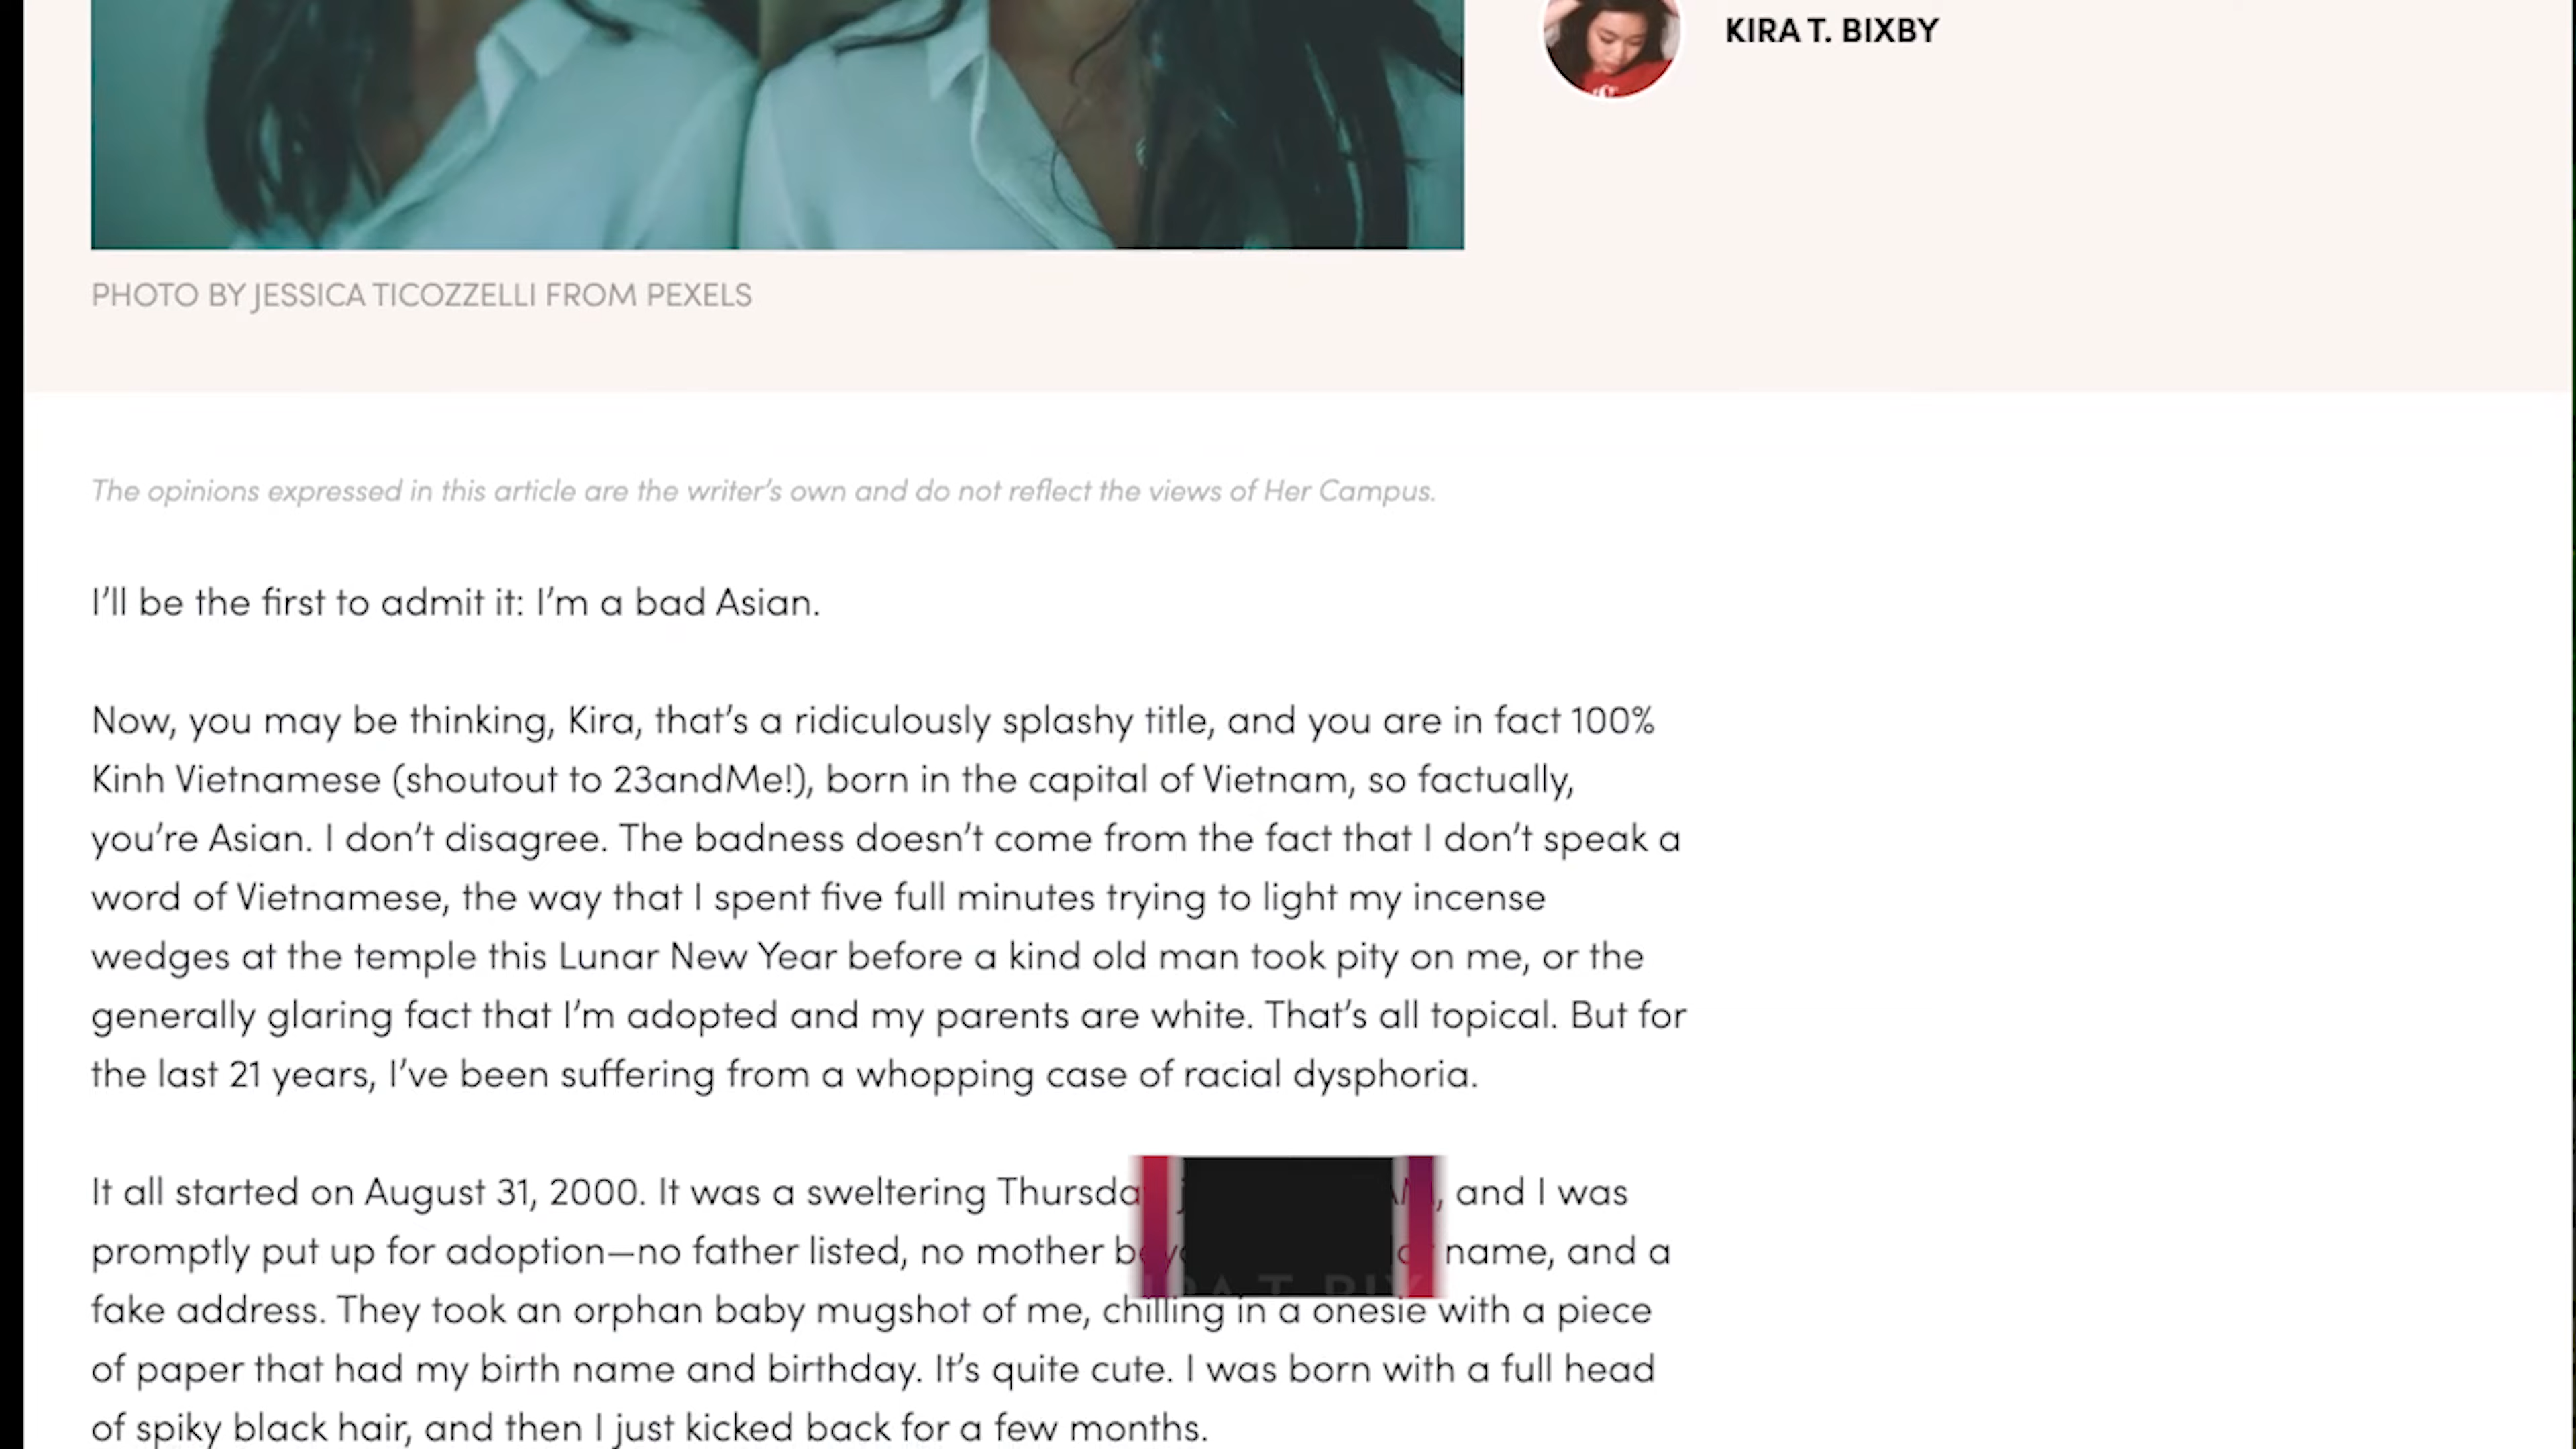 KIRA T. BIXBY
PHOTO BY JESSICA TICOZZELLI FROM PEXELS
The opinions expressed in this article are the writer's own and do not reflect the views of Her Campus.
I'll be the first to admit it: I'm a bad Asian.
Now, you may be thinking, Kira, that's a ridiculously splashy title, and you are in fact 100%
Kinh Vietnamese (shoutout to 23andMe!), born in the capital of Vietnam, so factually,
you're Asian. I don't disagree. The badness doesn't come from the fact that I don't speak a
word of Vietnamese, the way that I spent five full minutes trying to light my incense
wedges at the temple this Lunar New Year before a kind old man took pity on me, or the
generally glaring fact that I'm adopted and my parents are white. That's all topical. But for
the last 21 years, I've been suffering from a whopping case of racial dysphoria.
It all started on August 31, 2000. It was a sweltering and I was
promptly put up for adoption—no father listed, no mother name, and a
fake address. They took an orphan baby mugshot of me, chilling in a onesie with a piece
of paper that had my birth name and birthday. It's quite cute. I was born with a full head
of spiky black hair, and then I just kicked back for a few months.